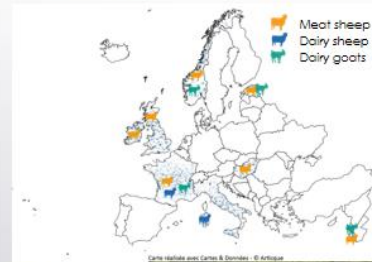 Meat sheep
Dairy sheep
Dairy goats
Carte réalisée avec Cartes & Données - © Articque